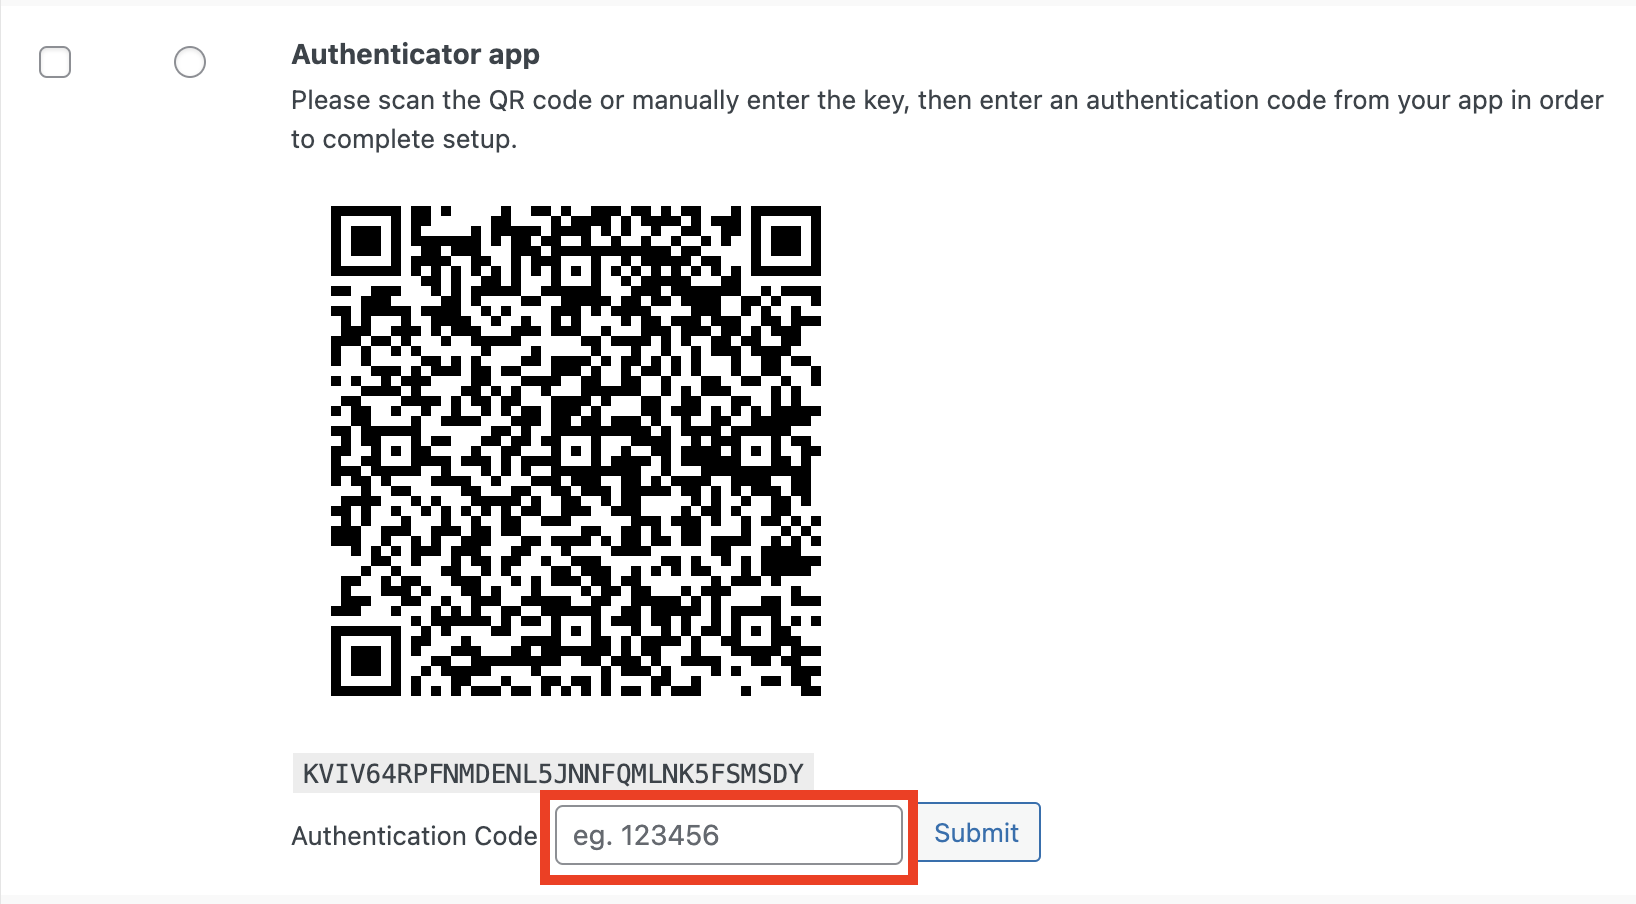 Authenticator app
Please scan the QR code or manually enter the key, then enter an authentication code from your app in order
to complete setup.
KVIV64RPFNMDENL5JNNFQMLNK5FSMSDY
Authentication Code
eg. 123456
Submit